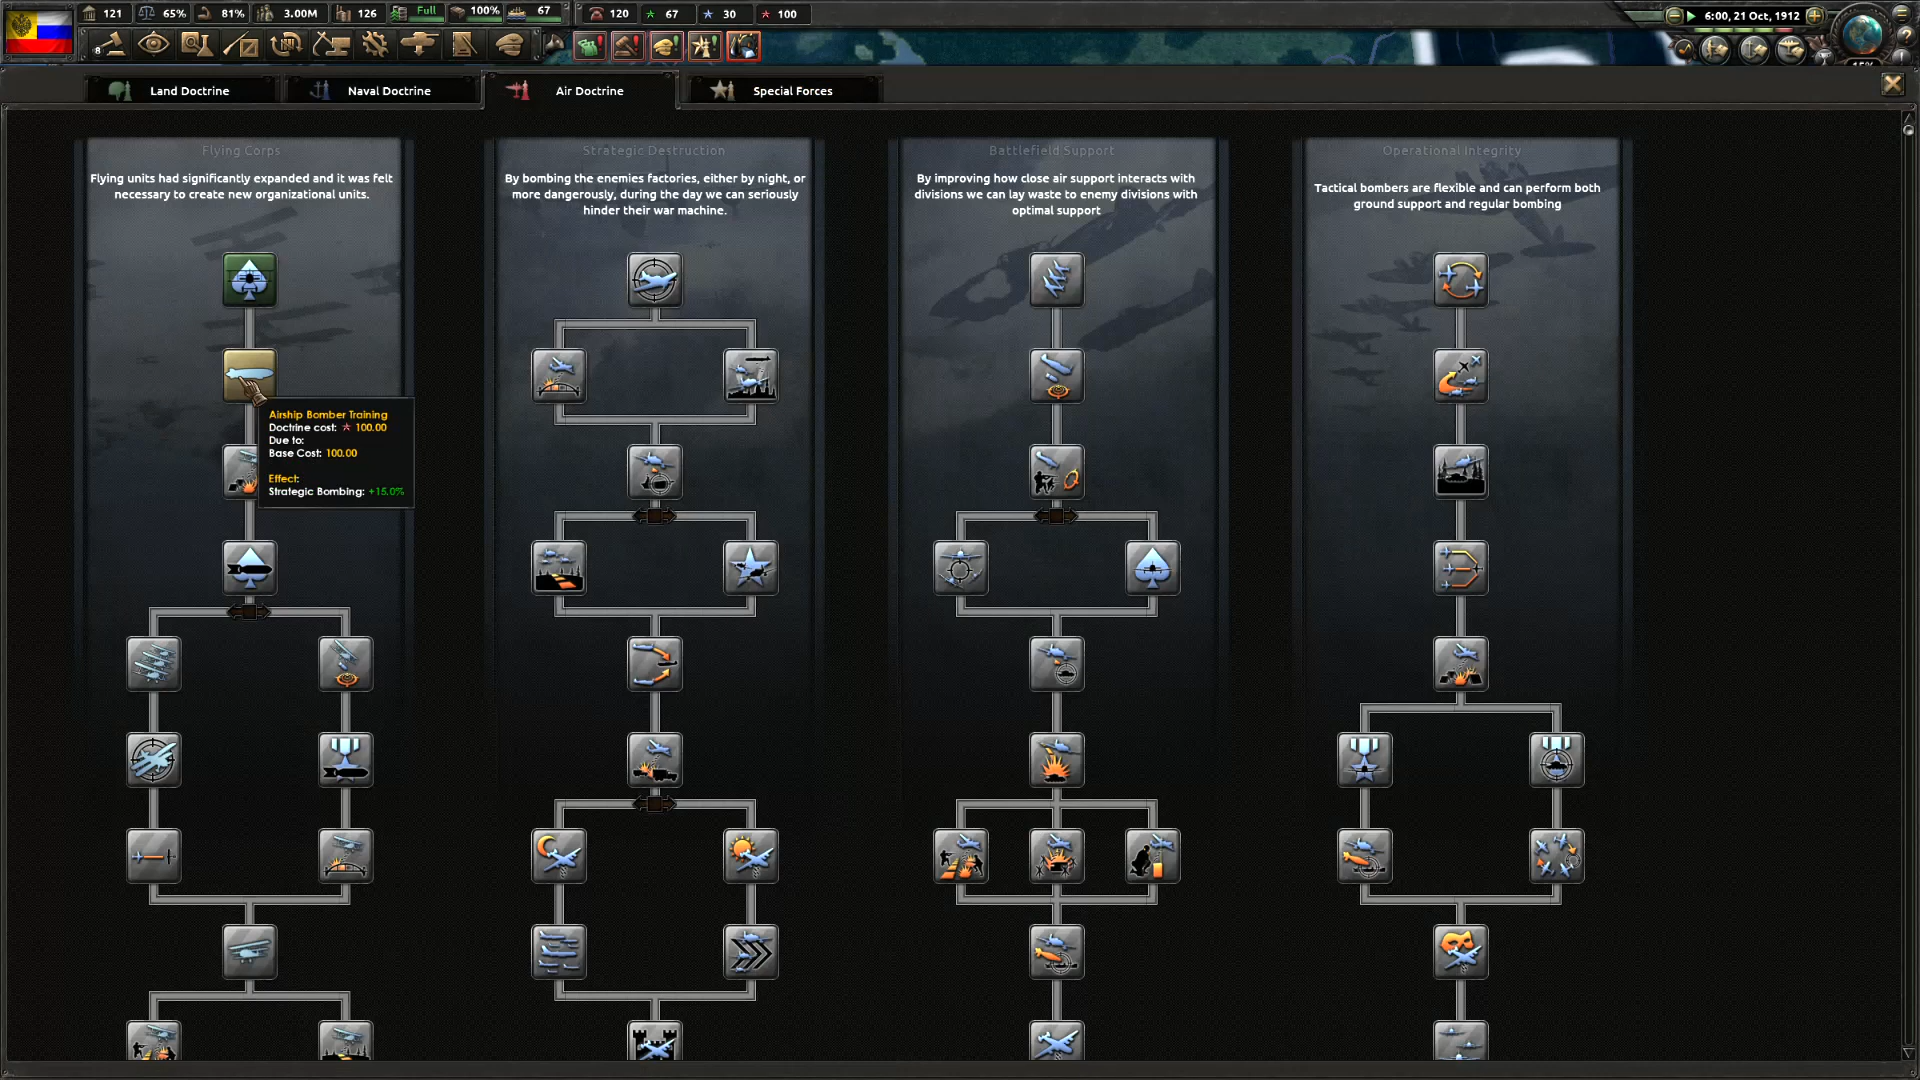 121 65% 81% 3.00M 126 Full 100% 67 120 67 30 100 6:00, 21 Oct, 1912
8
Land Doctrine Naval Doctrine Air Doctrine Special Forces
Flying Corps
Flying units had significantly expanded and it was felt
necessary to create new organizational units.
Strategic Destruction
By bombing the enemies factories, either by night, or
more dangerously, during the day we can seriously
hinder their war machine.
Battlefield Support
By improving how close air support interacts with
divisions we can lay waste to enemy divisions with
optimal support
Operational Integrity
Tactical bombers are flexible and can perform both
ground support and regular bombing
Airship Bomber Training
Doctrine cost: 100.00
Due to:
Base Cost: 100.00
Effect:
Strategic Bombing: +15.0%